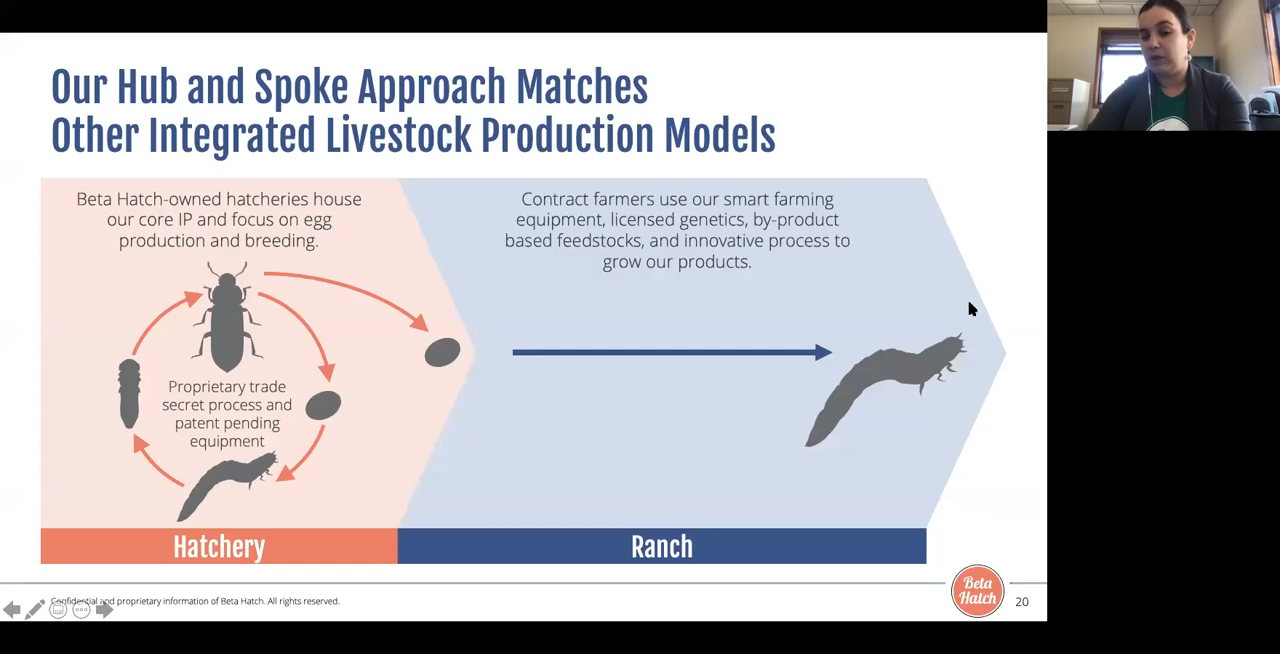 Our Hub and Spoke Approach Matches
Other Integrated Livestock Production Models
Beta Hatch-owned hatcheries house
our core IP and focus on egg
production and breeding.
Contract farmers use our smart farming
equipment, licensed genetics, by-product
based feedstocks, and innovative process to
grow our products.
Proprietary trade
secret process and
patent pending
equipment
Hatchery
Ranch
Confidential and proprietary information of Beta Hatch. All rights reserved.
Beta
Hatch
20